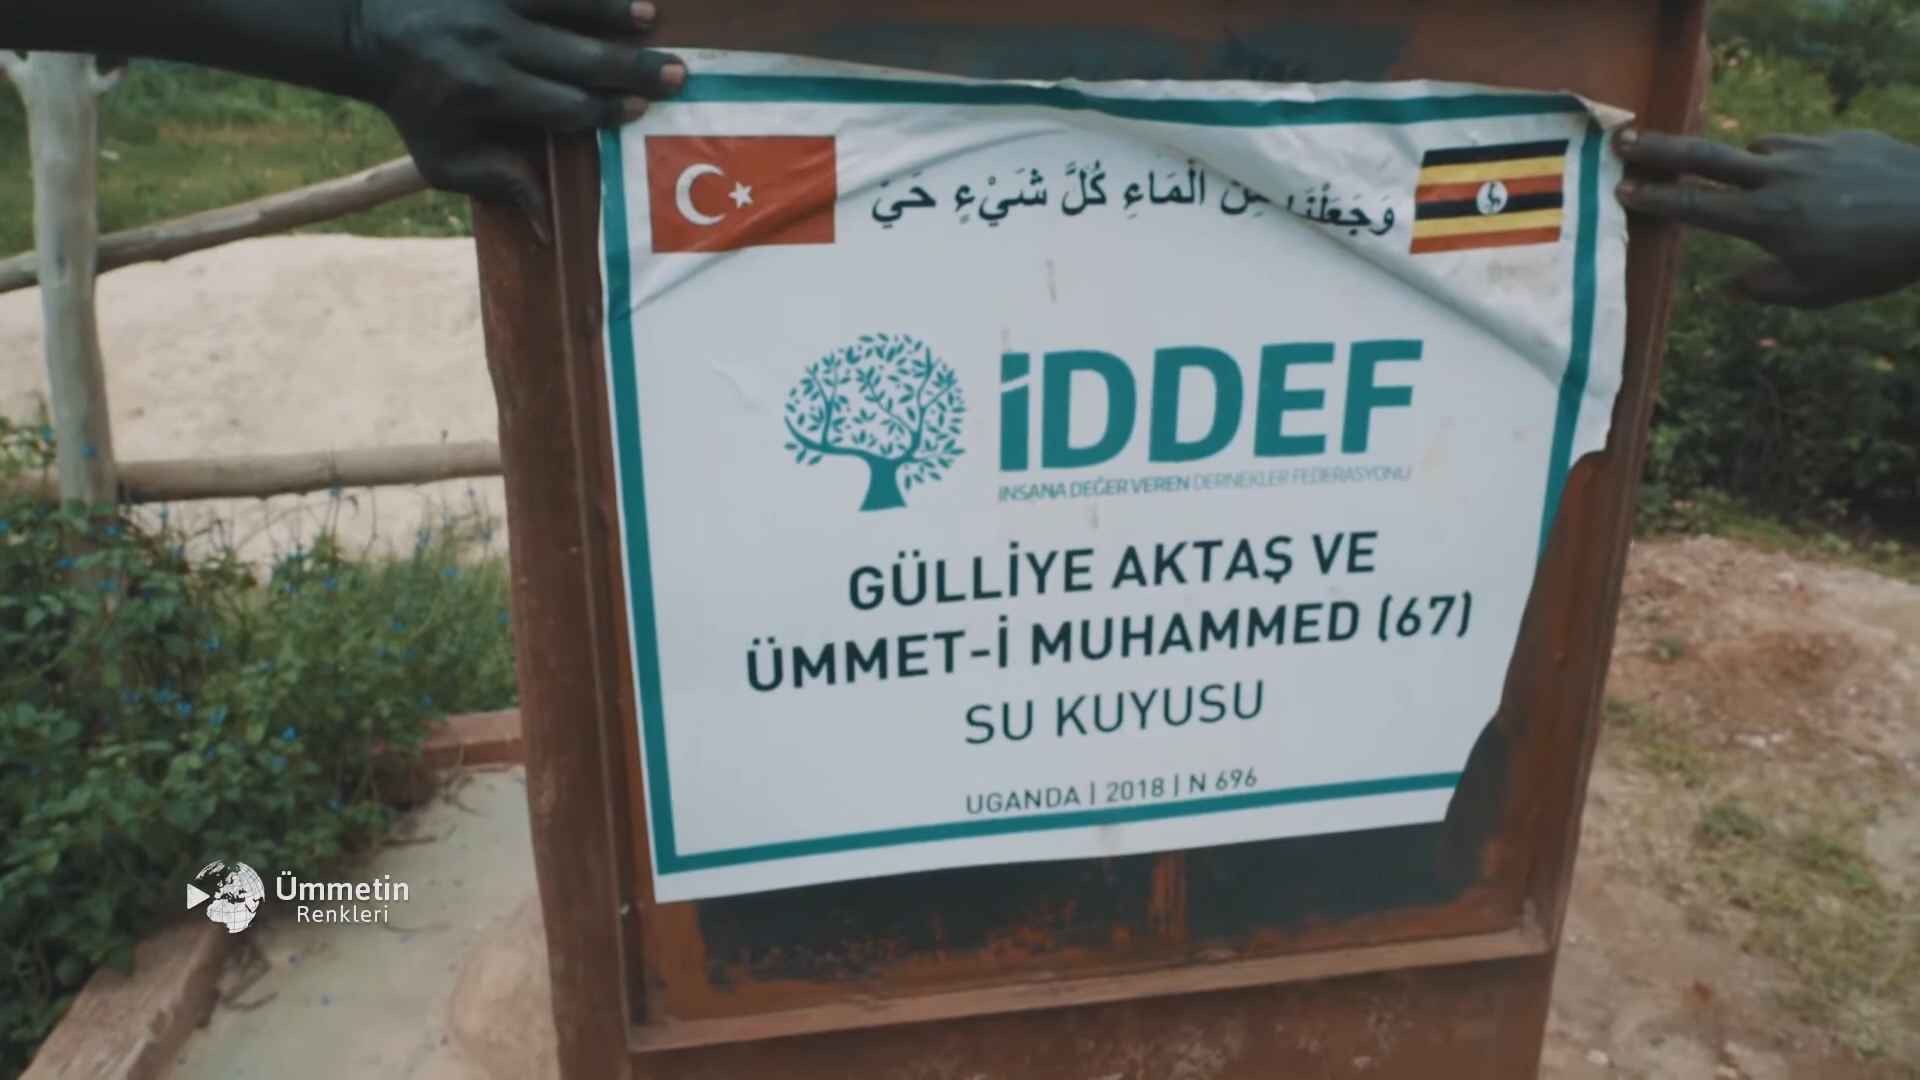 وَجَعَلْنَا مِنَ الْمَاءِ كُلَّ شَيْءٍ حَيٍّ
İDDEF
İNSANA DEĞER VEREN DERNEKLER FEDERASYONU
GÜLLİYE AKTAŞ VE
ÜMMET-İ MUHAMMED (67)
SU KUYUSU
UGANDA | 2018 | N 696
Ümmetin
Renkleri